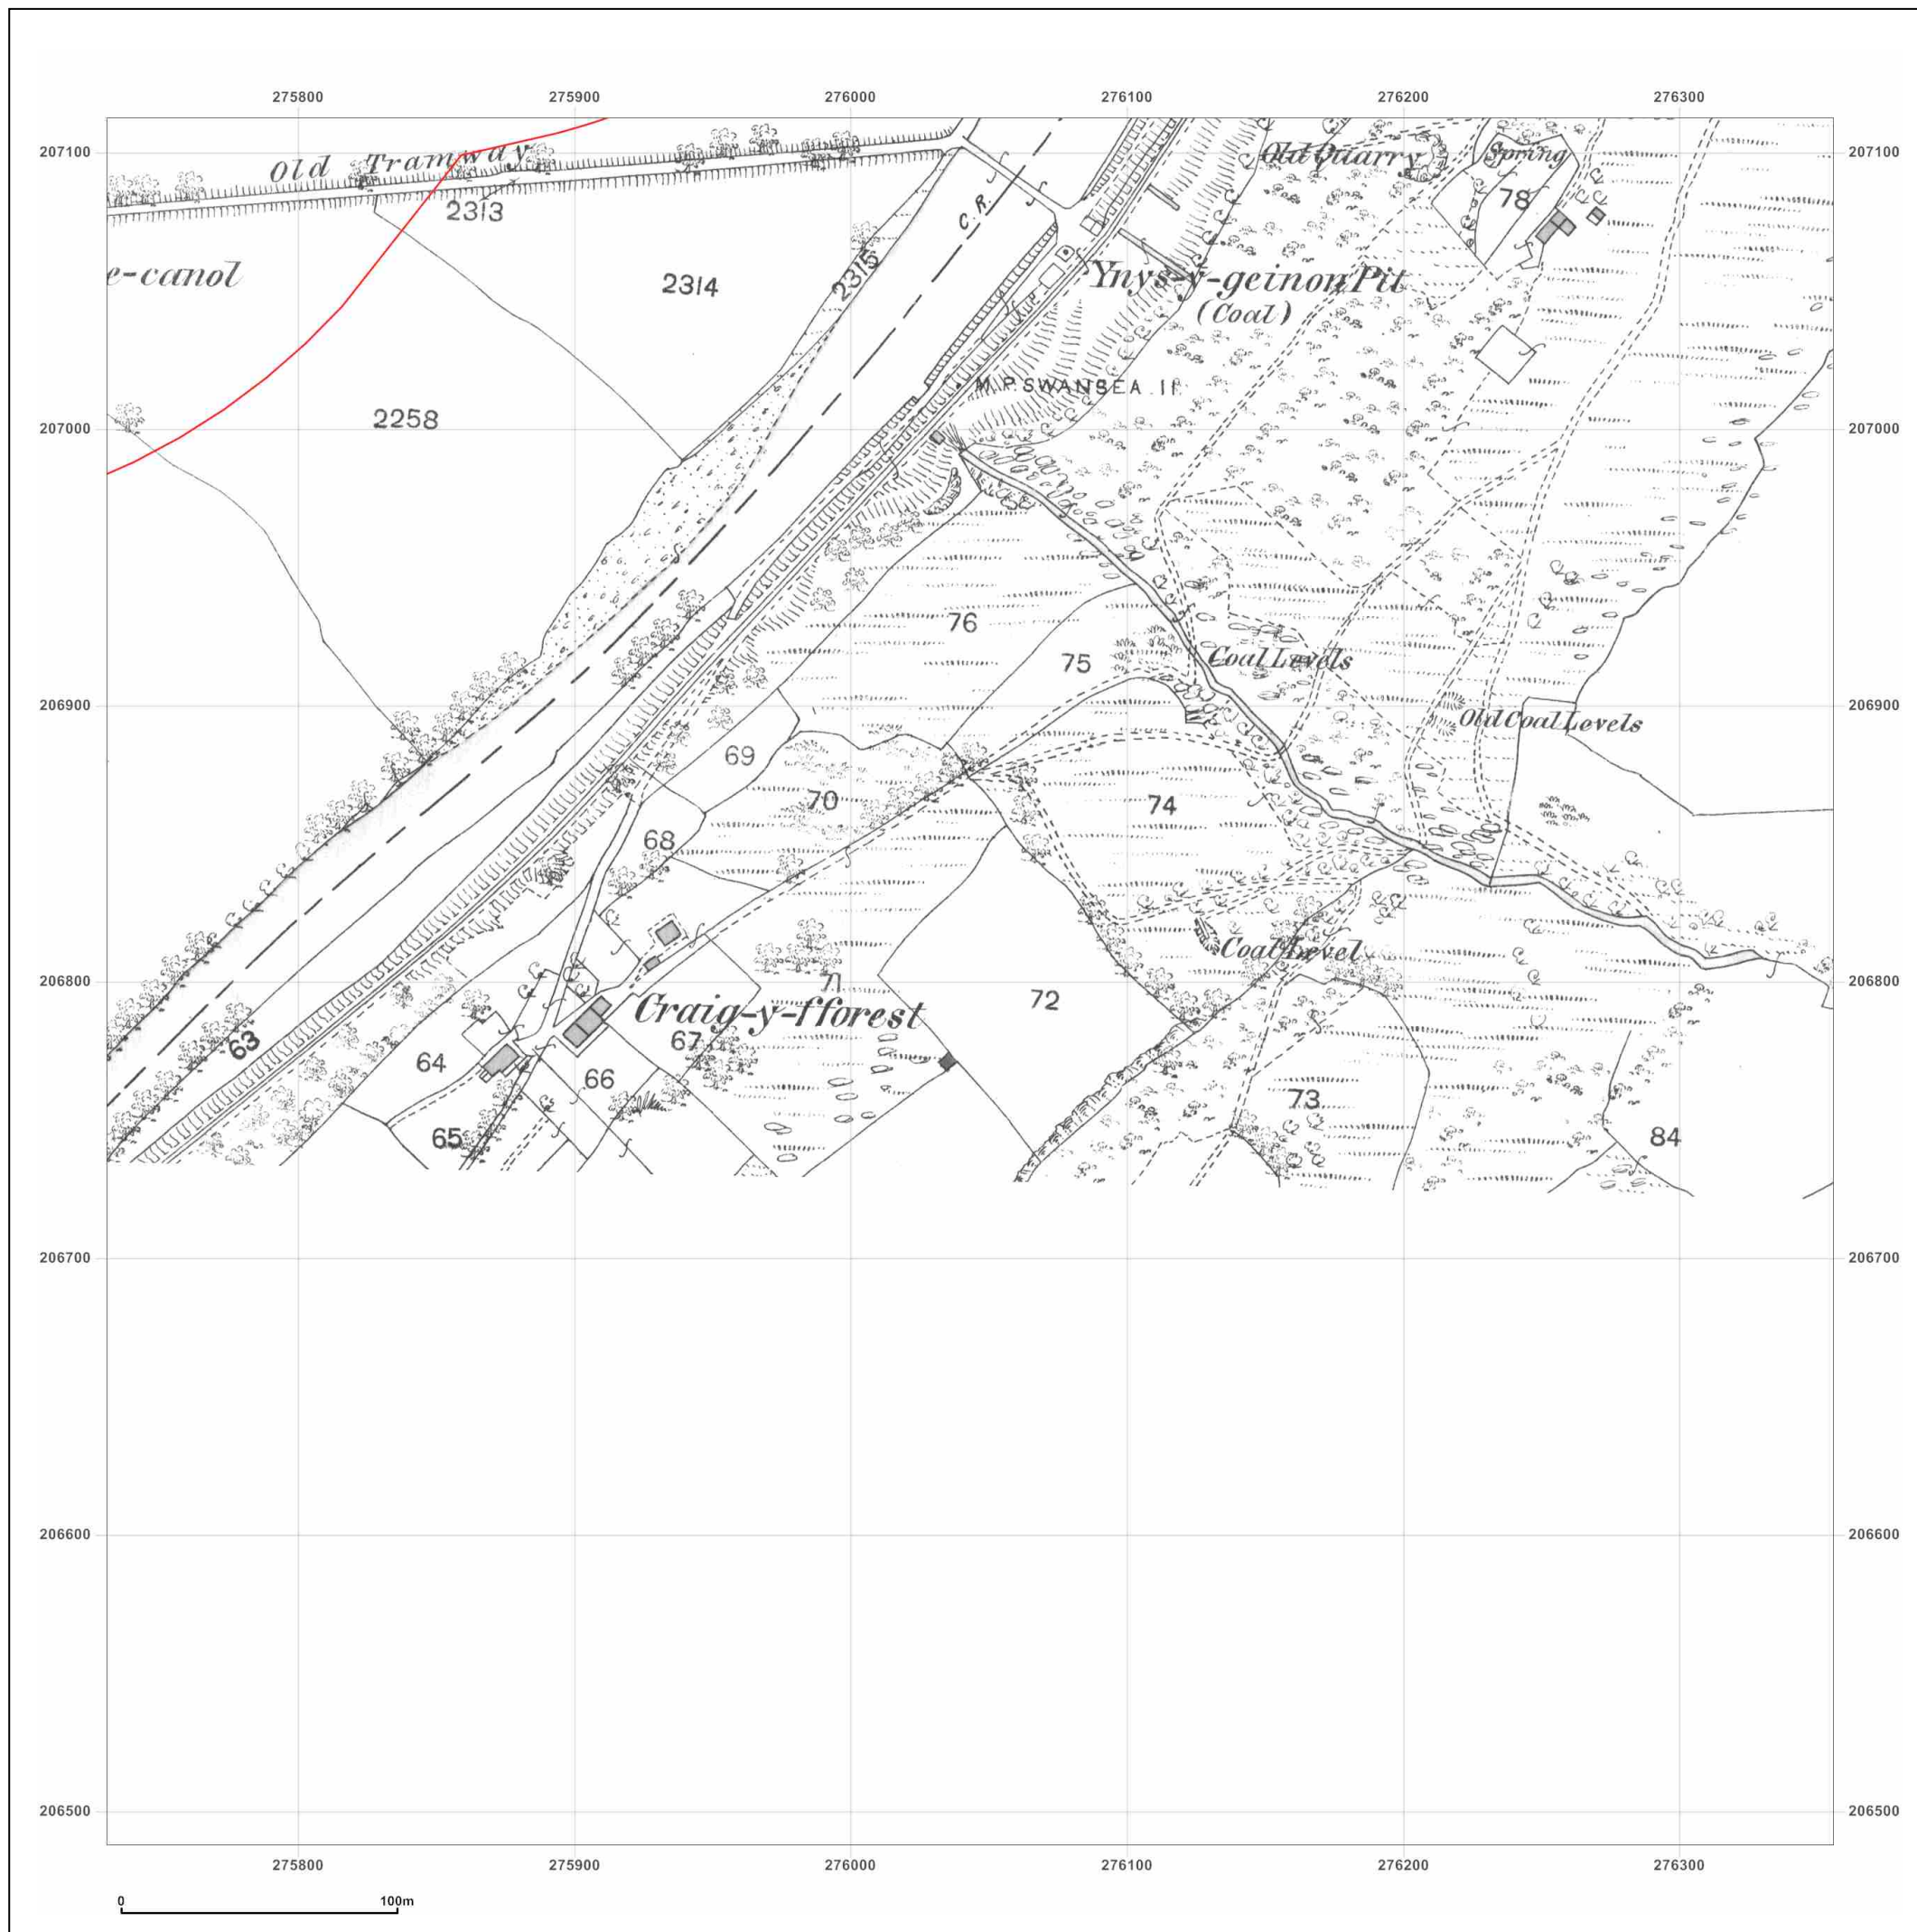 275800 275900 276000 276100 276200 276300
207100 207100
Old Tramway
Old Quarry
Spring
2313
78
C. R.
e-canol
2314
2315
Ynys-y-geinon Pit
(Coal)
M.P. SWANSEA. 11
2258
207000 207000
76
75
Coal Levels
206900 206900
Old Coal Levels
69
70
74
68
Coal Level
206800 206800
71
72
Craig-y-fforest
63
67
64
66
73
65
84
206700 206700
206600 206600
206500 206500
275800 275900 276000 276100 276200 276300
0 100m